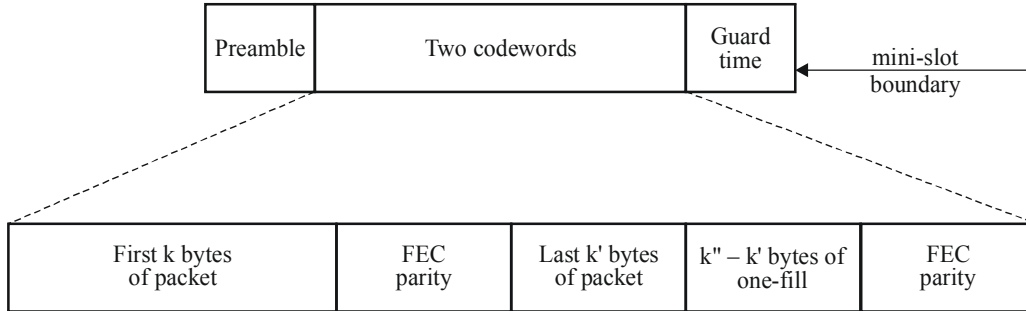 Preamble
Two codewords
Guard
time
mini-slot
boundary
First k bytes
of packet
FEC
parity
Last k' bytes
of packet
k" – k' bytes of
one-fill
FEC
parity